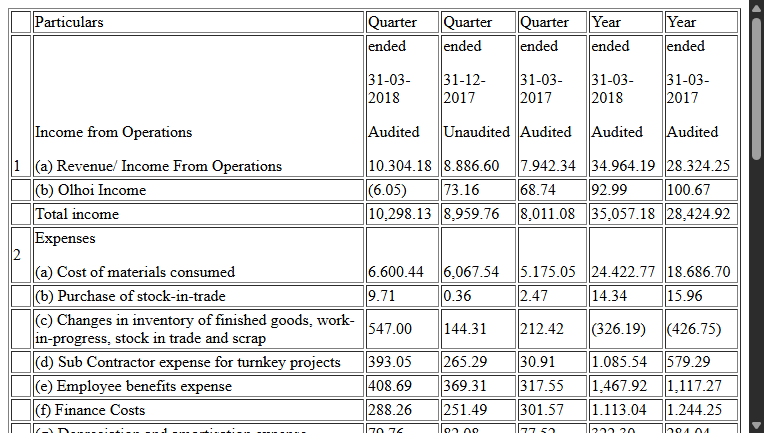 Particulars Quarter Quarter Quarter Year Year
ended ended ended ended ended
31-03- 31-12- 31-03- 31-03- 31-03-
2018 2017 2017 2018 2017
Income from Operations Audited Unaudited Audited Audited Audited
1 (a) Revenue/ Income From Operations 10.304.18 8.886.60 7.942.34 34.964.19 28.324.25
(b) Olhoi Income (6.05) 73.16 68.74 92.99 100.67
Total income 10,298.13 8,959.76 8,011.08 35,057.18 28,424.92
Expenses
2
(a) Cost of materials consumed 6.600.44 6,067.54 5.175.05 24.422.77 18.686.70
(b) Purchase of stock-in-trade 9.71 0.36 2.47 14.34 15.96
(c) Changes in inventory of finished goods, work-
in-progress, stock in trade and scrap 547.00 144.31 212.42 (326.19) (426.75)
(d) Sub Contractor expense for turnkey projects 393.05 265.29 30.91 1.085.54 579.29
(e) Employee benefits expense 408.69 369.31 317.55 1,467.92 1,117.27
(f) Finance Costs 288.26 251.49 301.57 1.113.04 1.244.25